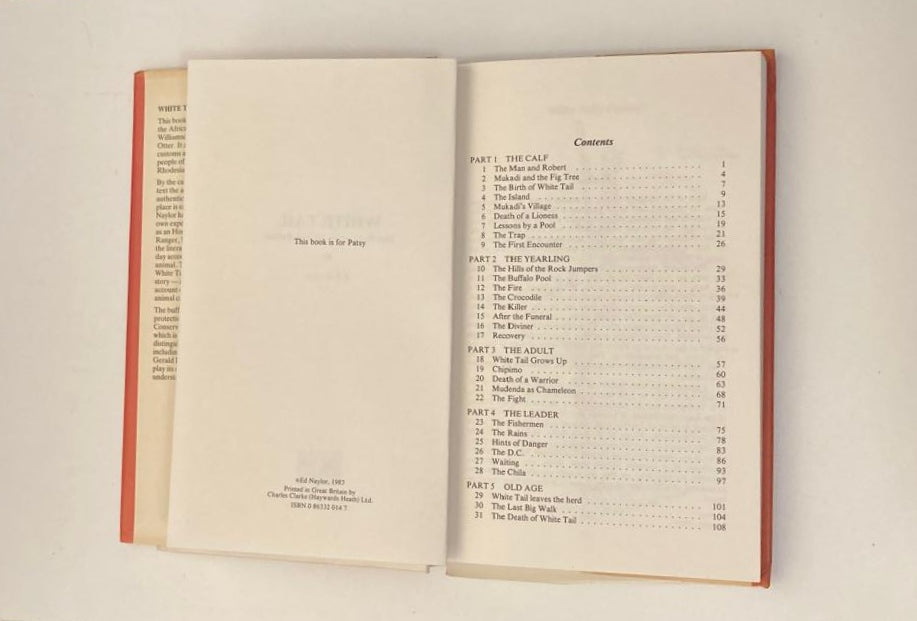 WHITE T
This book
the Afric
Otter. It
customs a
people of
Rhodesia
By the ca
text the a
authentic
place is
Naylor h
own exp
as an Ho
Ranger,
the litera
day acco
animal. T
White T
story —
account
animal c
The buff
protecti
Conserv
which is
distingu
includin
Gerald
play its
underst
This book is for Patsy
©Ed Naylor, 1983
Printed in Great Britain by
Charles Clarke (Haywards Heath) Ltd.
ISBN 0 86332 014 7
Contents
PART 1 THE CALF
1 The Man and Robert 1
2 Mukadi and the Fig Tree 4
3 The Birth of White Tail 7
4 The Island 9
5 Mukadi's Village 13
6 Death of a Lioness 15
7 Lessons by a Pool 19
8 The Trap 21
9 The First Encounter 26
PART 2 THE YEARLING
10 The Hills of the Rock Jumpers 29
11 The Buffalo Pool 33
12 The Fire 36
13 The Crocodile 39
14 The Killer 44
15 After the Funeral 48
16 The Diviner 52
17 Recovery 56
PART 3 THE ADULT
18 White Tail Grows Up 57
19 Chipimo 60
20 Death of a Warrior 63
21 Mudenda as Chameleon 68
22 The Fight 71
PART 4 THE LEADER
23 The Fishermen 75
24 The Rains 78
25 Hints of Danger 83
26 The D.C. 86
27 Waiting 93
28 The Chila 97
PART 5 OLD AGE
29 White Tail leaves the herd 101
30 The Last Big Walk 104
31 The Death of White Tail 108